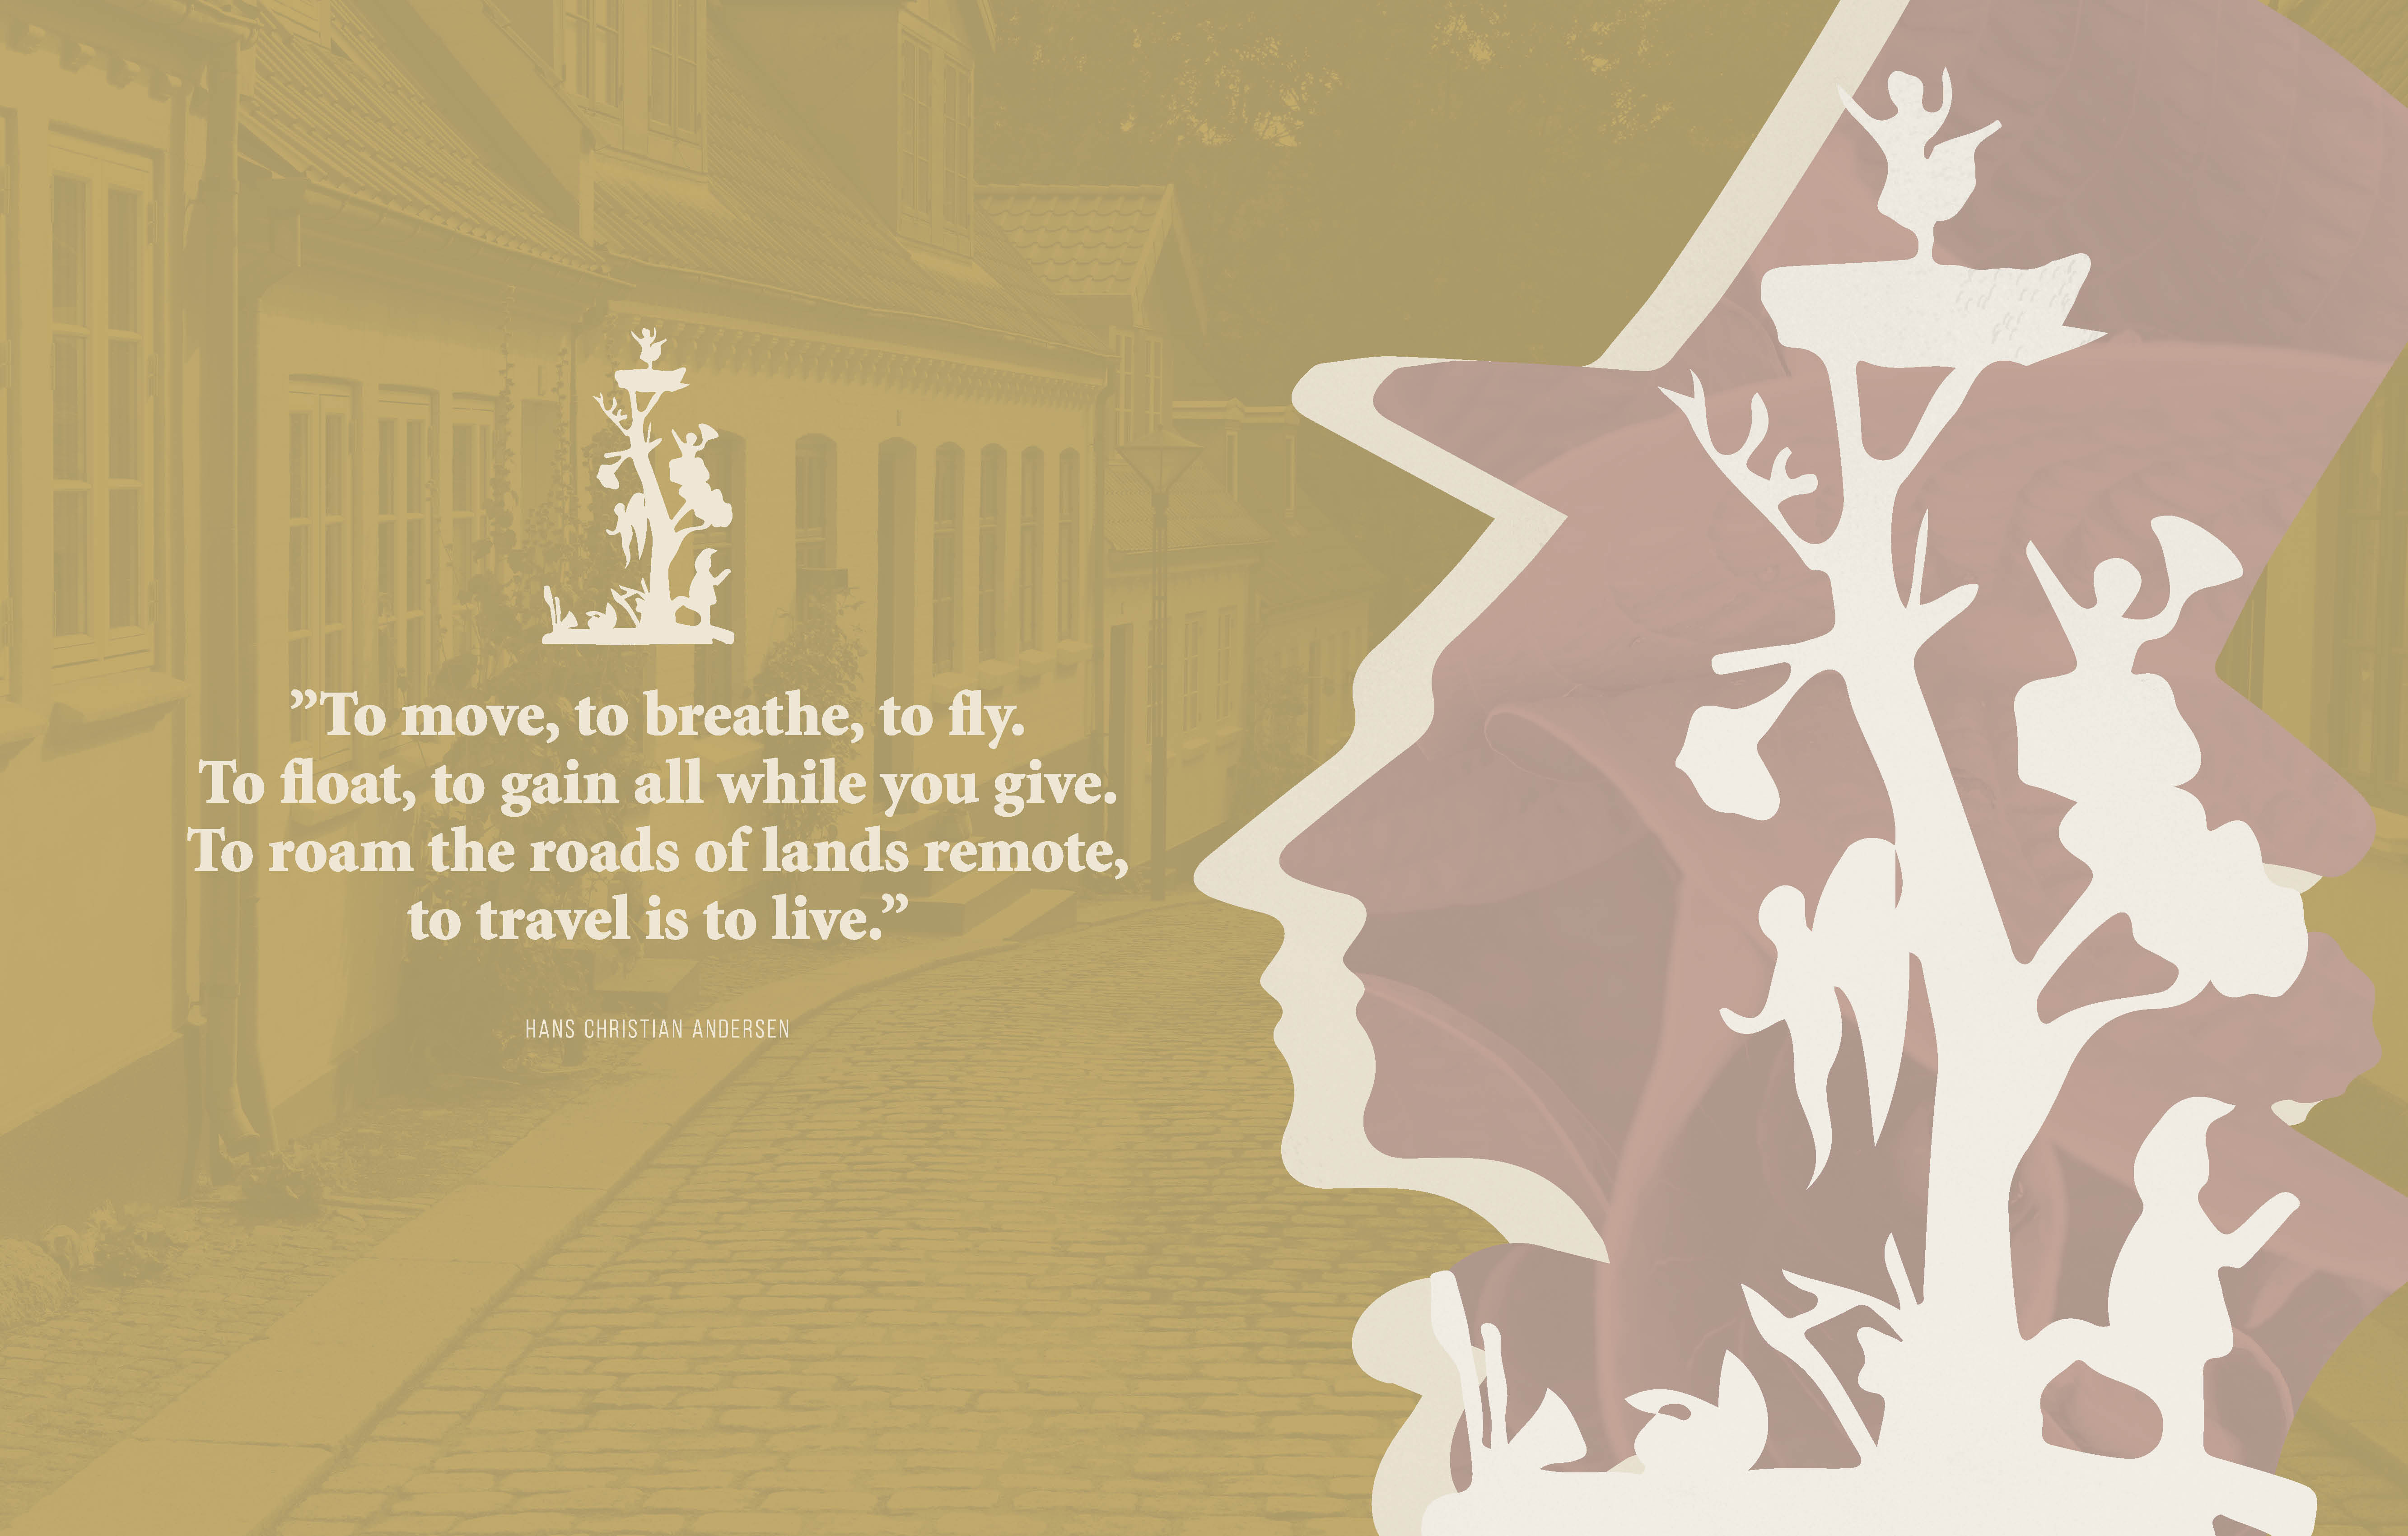 ”To move, to breathe, to fly.
To float, to gain all while you give.
To roam the roads of lands remote,
to travel is to live.”
HANS CHRISTIAN ANDERSEN